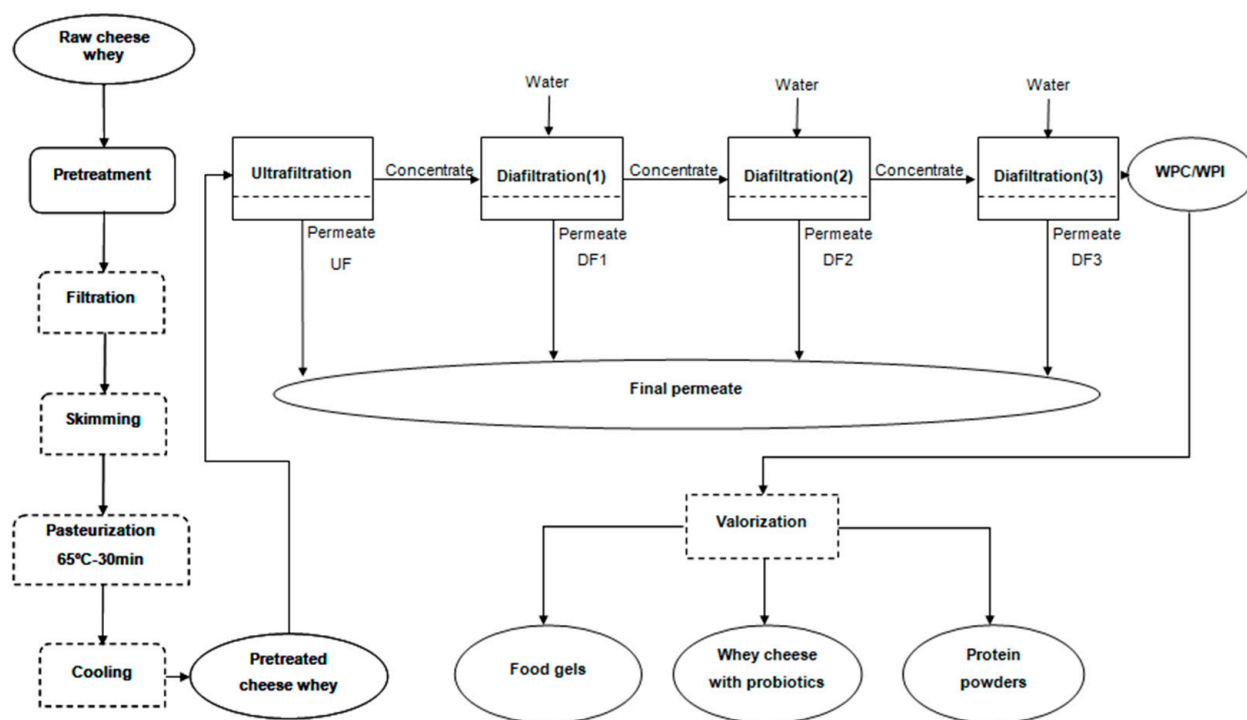 Raw cheese
whey
Pretreatment
Filtration
Skimming
Pasteurization
65ºC-30min
Cooling
Pretreated
cheese whey
Water
Water
Water
Ultrafiltration
Concentrate
Diafiltration(1)
Concentrate
Diafiltration(2)
Concentrate
Diafiltration(3)
WPC/WPI
Permeate
UF
Permeate
DF1
Permeate
DF2
Permeate
DF3
Final permeate
Valorization
Food gels
Whey cheese
with probiotics
Protein
powders